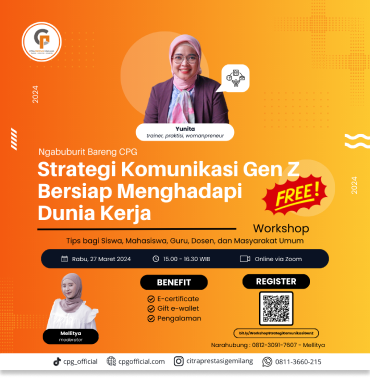 CP
2024
Yunita
trainer, praktisi, womanpreneur
Ngabuburit Bareng CPG
Strategi Komunikasi Gen Z
Bersiap Menghadapi
Dunia Kerja
FREE!
2024
Workshop
Tips bagi Siswa, Mahasiswa, Guru, Dosen, dan Masyarakat Umum
Rabu, 27 Maret 2024
15.00 - 16.30 WIB
Online via Zoom
BENEFIT
E-certificate
Gift e-wallet
Pengalaman
REGISTER
Mellitya
moderator
Narahubung : 0812-3091-7607 - Mellitya
cpg_official
cpgofficial.com
citraprestasigemilang
0811-3660-215